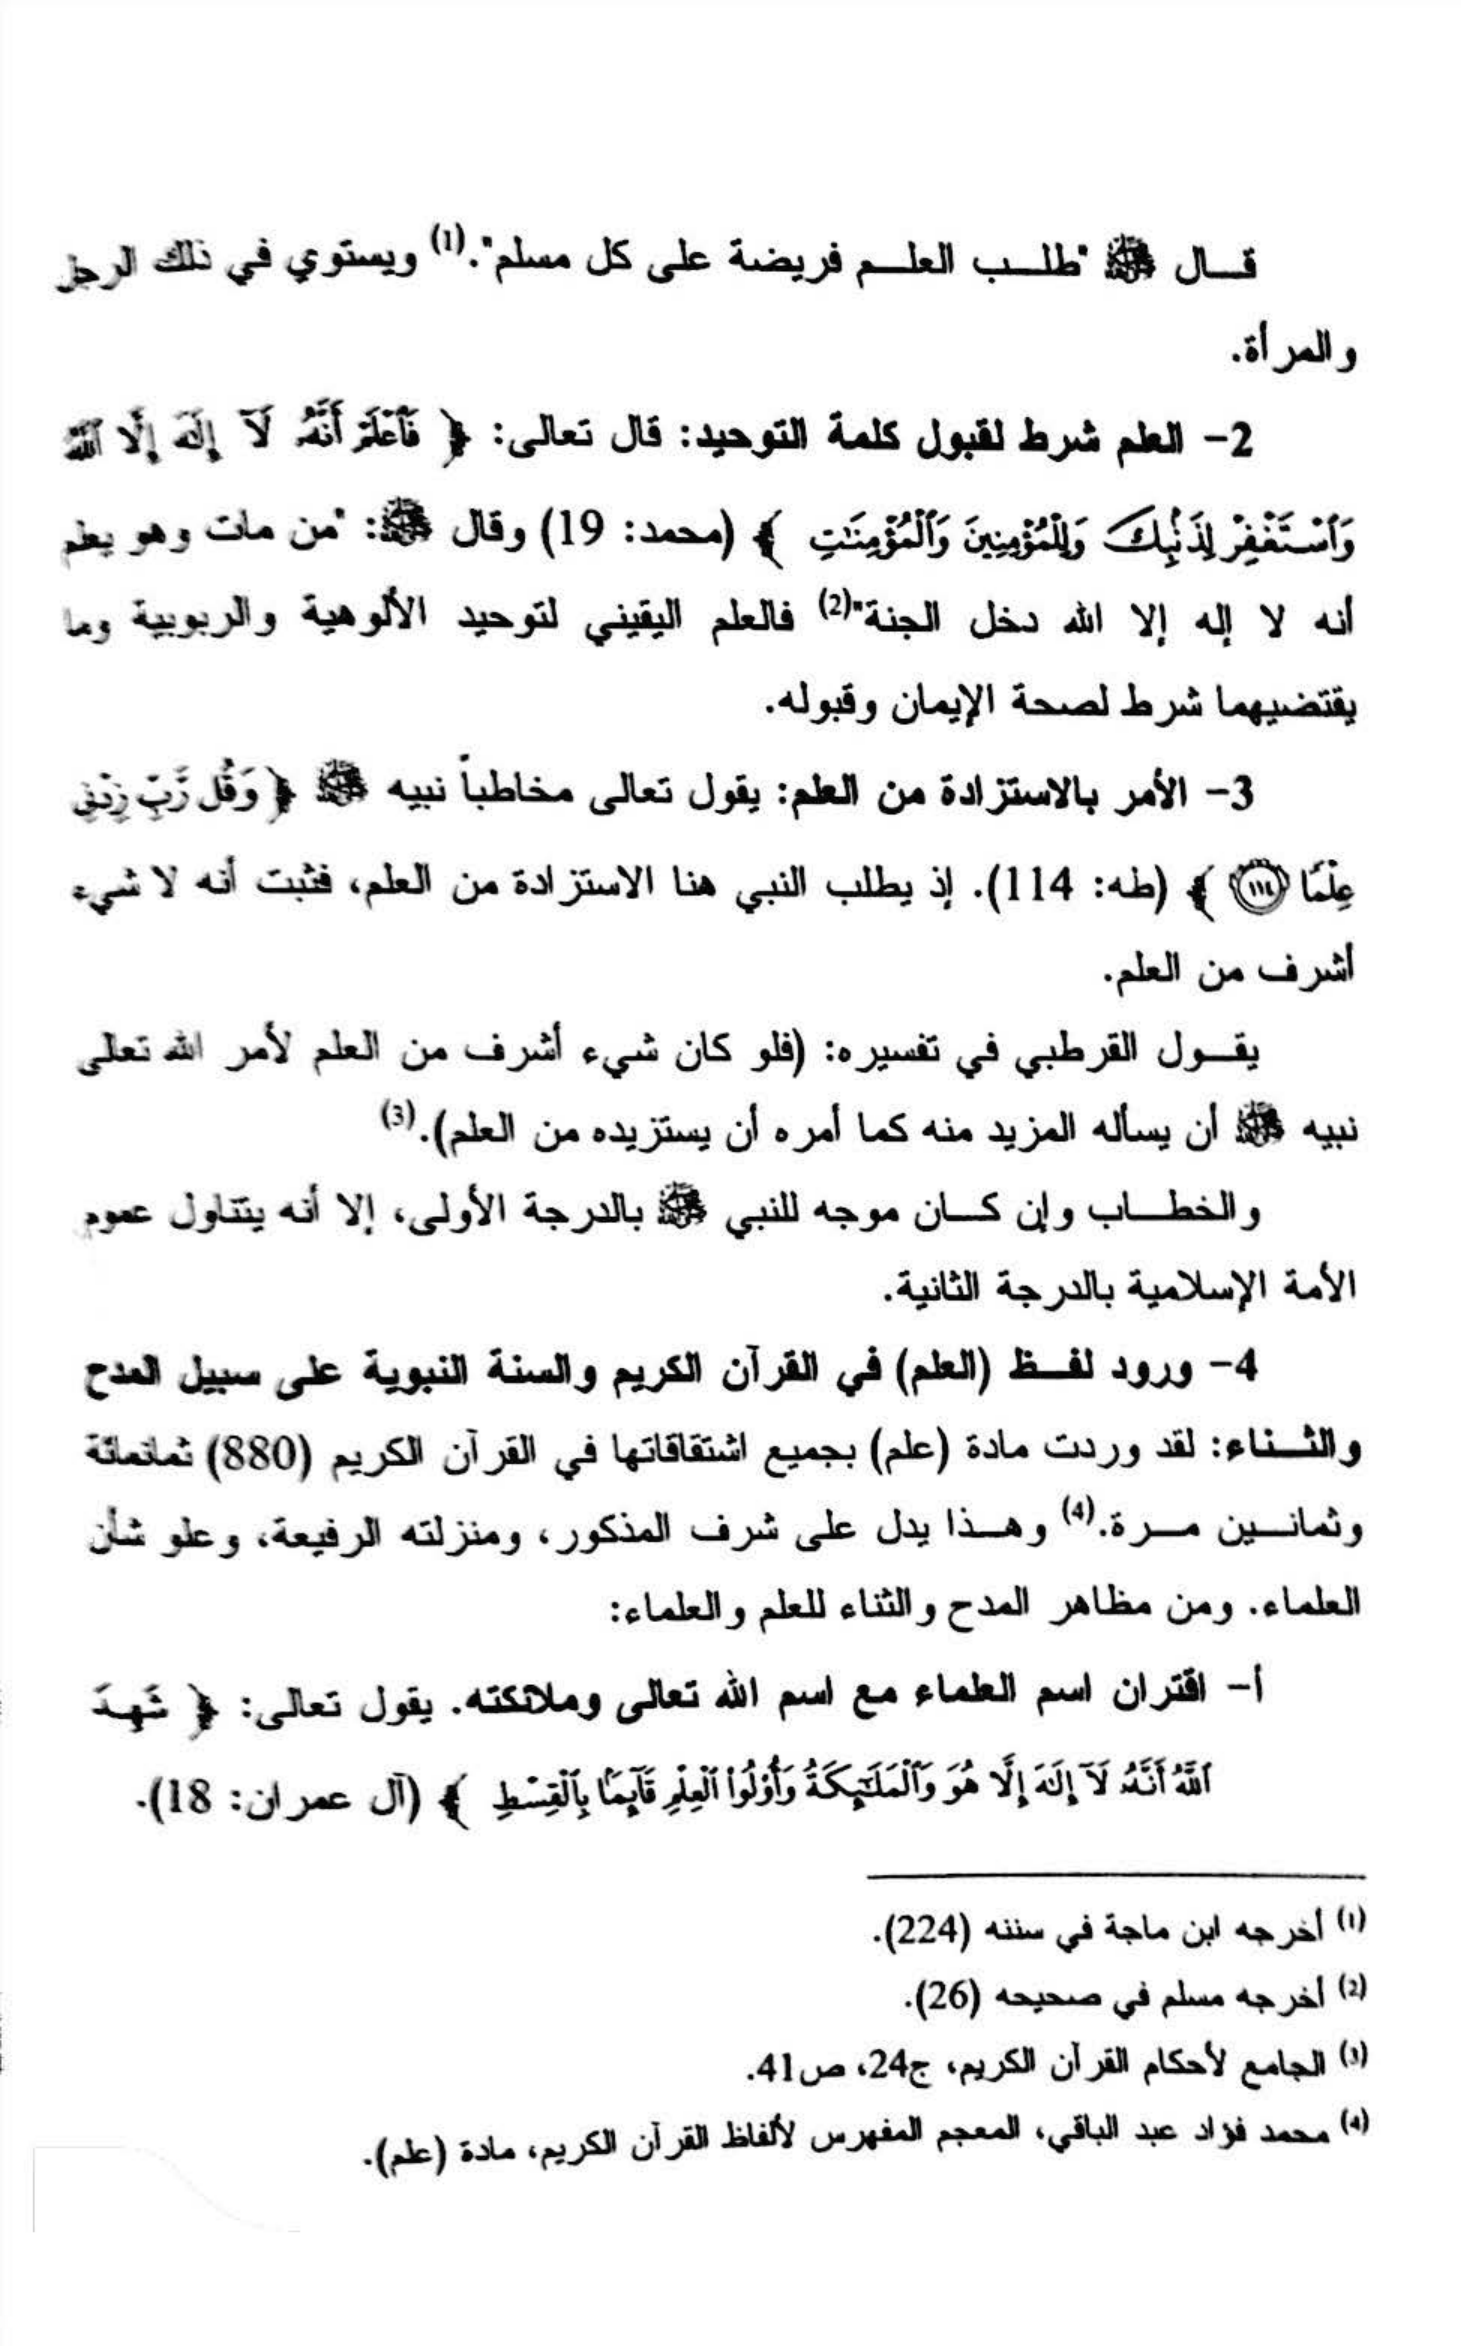 قال ﷺ "طلب العلم فريضة على كل مسلم".(1) ويستوي في ذلك الرجل
والمرأة.
2- العلم شرط لقبول كلمة التوحيد: قال تعالى: ﴿ فَٱعْلَمْ أَنَّهُۥ لَآ إِلَٰهَ إِلَّا ٱللَّهُ
وَٱسْتَغْفِرْ لِذَنۢبِكَ وَلِلْمُؤْمِنِينَ وَٱلْمُؤْمِنَٰتِ ﴾ (محمد: 19) وقال ﷺ: "من مات وهو يعلم
أنه لا إله إلا الله دخل الجنة"(2) فالعلم اليقيني لتوحيد الألوهية والربوبية وما
يقتضيهما شرط لصحة الإيمان وقبوله.
3- الأمر بالاستزادة من العلم: يقول تعالى مخاطباً نبيه ﷺ ﴿ وَقُل رَّبِّ زِدْنِى
عِلْمًا ١١٤ ﴾ (طه: 114). إذ يطلب النبي هنا الاستزادة من العلم، فثبت أنه لا شيء
أشرف من العلم.
يقول القرطبي في تفسيره: (فلو كان شيء أشرف من العلم لأمر الله تعالى
نبيه ﷺ أن يسأله المزيد منه كما أمره أن يستزيده من العلم).(3)
والخطاب وإن كان موجه للنبي ﷺ بالدرجة الأولى، إلا أنه يتناول عموم
الأمة الإسلامية بالدرجة الثانية.
4- ورود لفظ (العلم) في القرآن الكريم والسنة النبوية على سبيل المدح
والثناء: لقد وردت مادة (علم) بجميع اشتقاقاتها في القرآن الكريم (880) ثمانمائة
وثمانين مرة.(4) وهذا يدل على شرف المذكور، ومنزلته الرفيعة، وعلو شأن
العلماء. ومن مظاهر المدح والثناء للعلم والعلماء:
أ- اقتران اسم العلماء مع اسم الله تعالى وملائكته. يقول تعالى: ﴿ شَهِدَ
ٱللَّهُ أَنَّهُۥ لَآ إِلَٰهَ إِلَّا هُوَ وَٱلْمَلَٰٓئِكَةُ وَأُو۟لُوا۟ ٱلْعِلْمِ قَآئِمًۢا بِٱلْقِسْطِ ﴾ (آل عمران: 18).
(1) أخرجه ابن ماجة في سننه (224).
(2) أخرجه مسلم في صحيحه (26).
(3) الجامع لأحكام القرآن الكريم، ج24، ص41.
(4) محمد فؤاد عبد الباقي، المعجم المفهرس لألفاظ القرآن الكريم، مادة (علم).